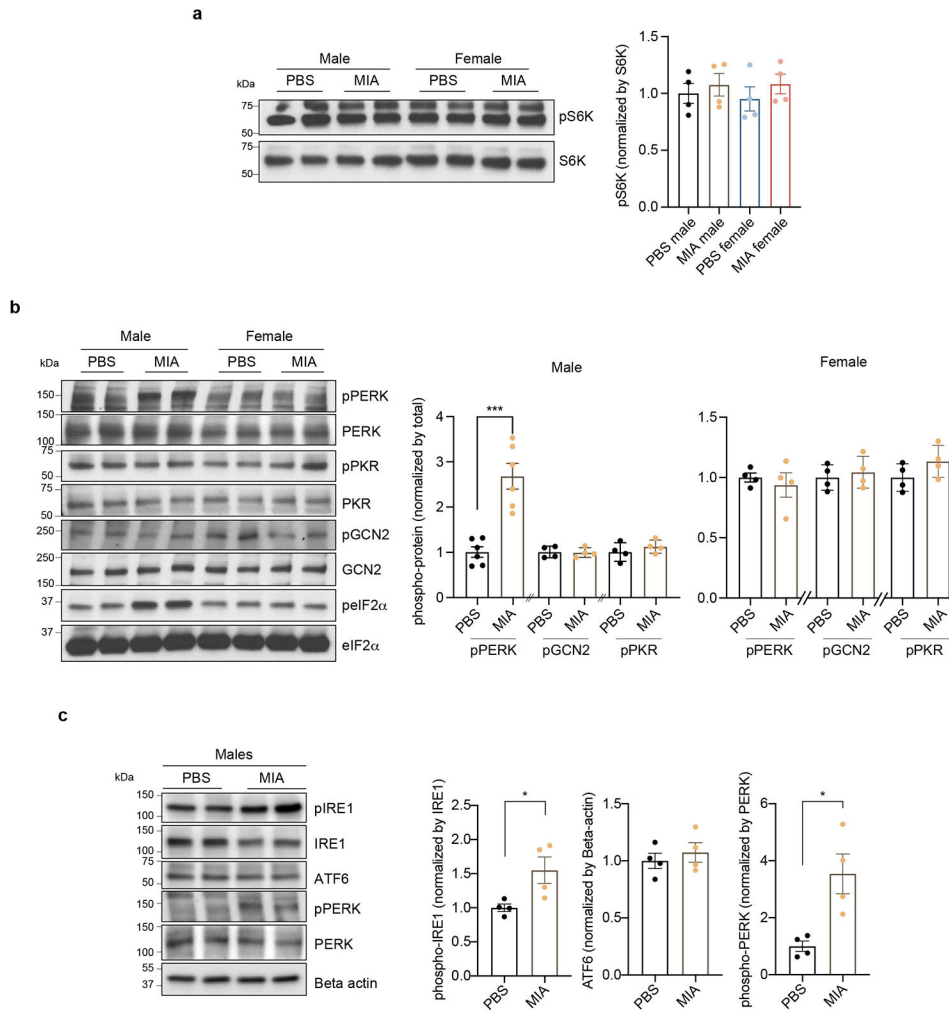 a
Male Female
kDa PBS MIA PBS MIA
75
pS6K
50
75
S6K
50
pS6K (normalized by S6K)
1.5
1.0
0.5
0.0
PBS male
MIA male
PBS female
MIA female
b
Male Female
kDa PBS MIA PBS MIA
150 pPERK
150
PERK
100
75
pPKR
50
75
PKR
50
250 pGCN2
250
GCN2
150
37 peIF2α
37
eIF2α
Male
phospho-protein (normalized by total)
4
3
2
1
0
***
PBS MIA PBS MIA PBS MIA
pPERK pGCN2 pPKR
Female
1.5
1.0
0.5
0.0
PBS MIA PBS MIA PBS MIA
pPERK pGCN2 pPKR
c
Males
kDa PBS MIA
150
pIRE1
100
150
IRE1
100
75
ATF6
50
150
pPERK
100
150
PERK
100
55
Beta actin
37
phospho-IRE1 (normalized by IRE1)
2.5
2.0
1.5
1.0
0.5
0.0
*
PBS MIA
ATF6 (normalized by Beta-actin)
1.5
1.0
0.5
0.0
PBS MIA
phospho-PERK (normalized by PERK)
6
4
2
0
*
PBS MIA